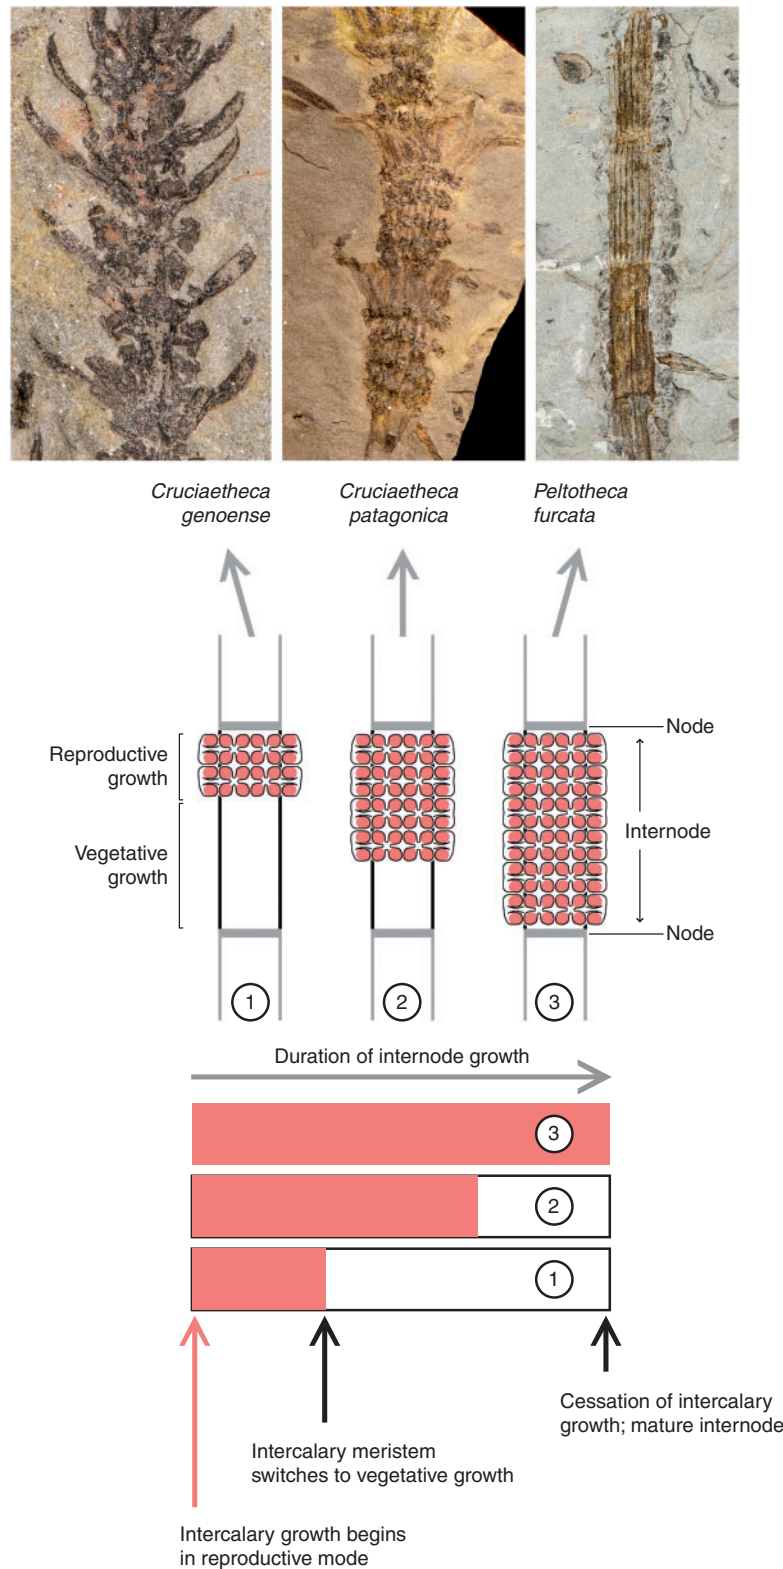 Cruciaetheca
genoense
Cruciaetheca
patagonica
Peltotheca
furcata
Reproductive
growth
Vegetative
growth
Node
Internode
Node
1
2
3
Duration of internode growth
3
2
1
Cessation of intercalary
growth; mature internode
Intercalary meristem
switches to vegetative growth
Intercalary growth begins
in reproductive mode